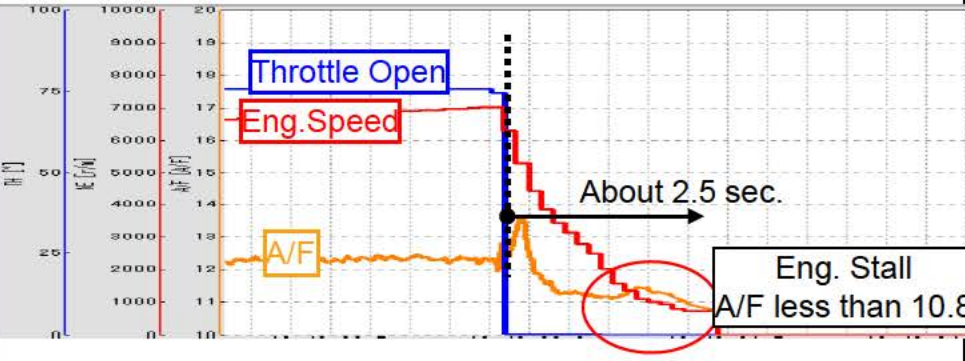 100 10000 20
19
9000
Throttle Open 8000 18
75 7000 17
Eng.Speed
6000 16
TH [°] NE [r/m] A/F [A/F]
50 5000 15
About 2.5 sec.
4000 14
25 3000 13
A/F
2000 12
Eng. Stall
1000 11
A/F less than 10.8
0 0 10